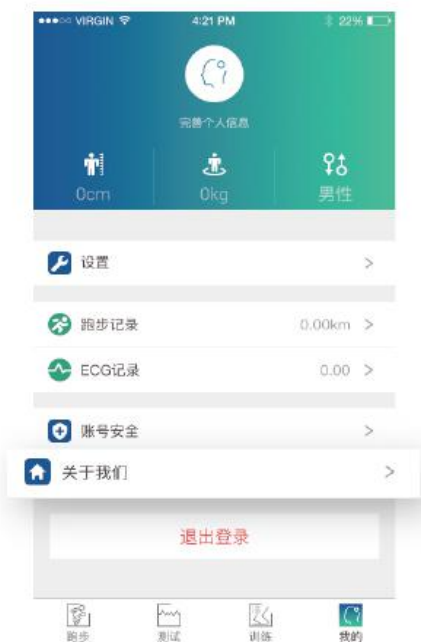 VIRGIN 4:21 PM 22%
完善个人信息
0cm 0kg 男性
设置 >
跑步记录 0.00km >
ECG记录 0.00 >
账号安全 >
关于我们 >
退出登录
跑步 测试 训练 我的